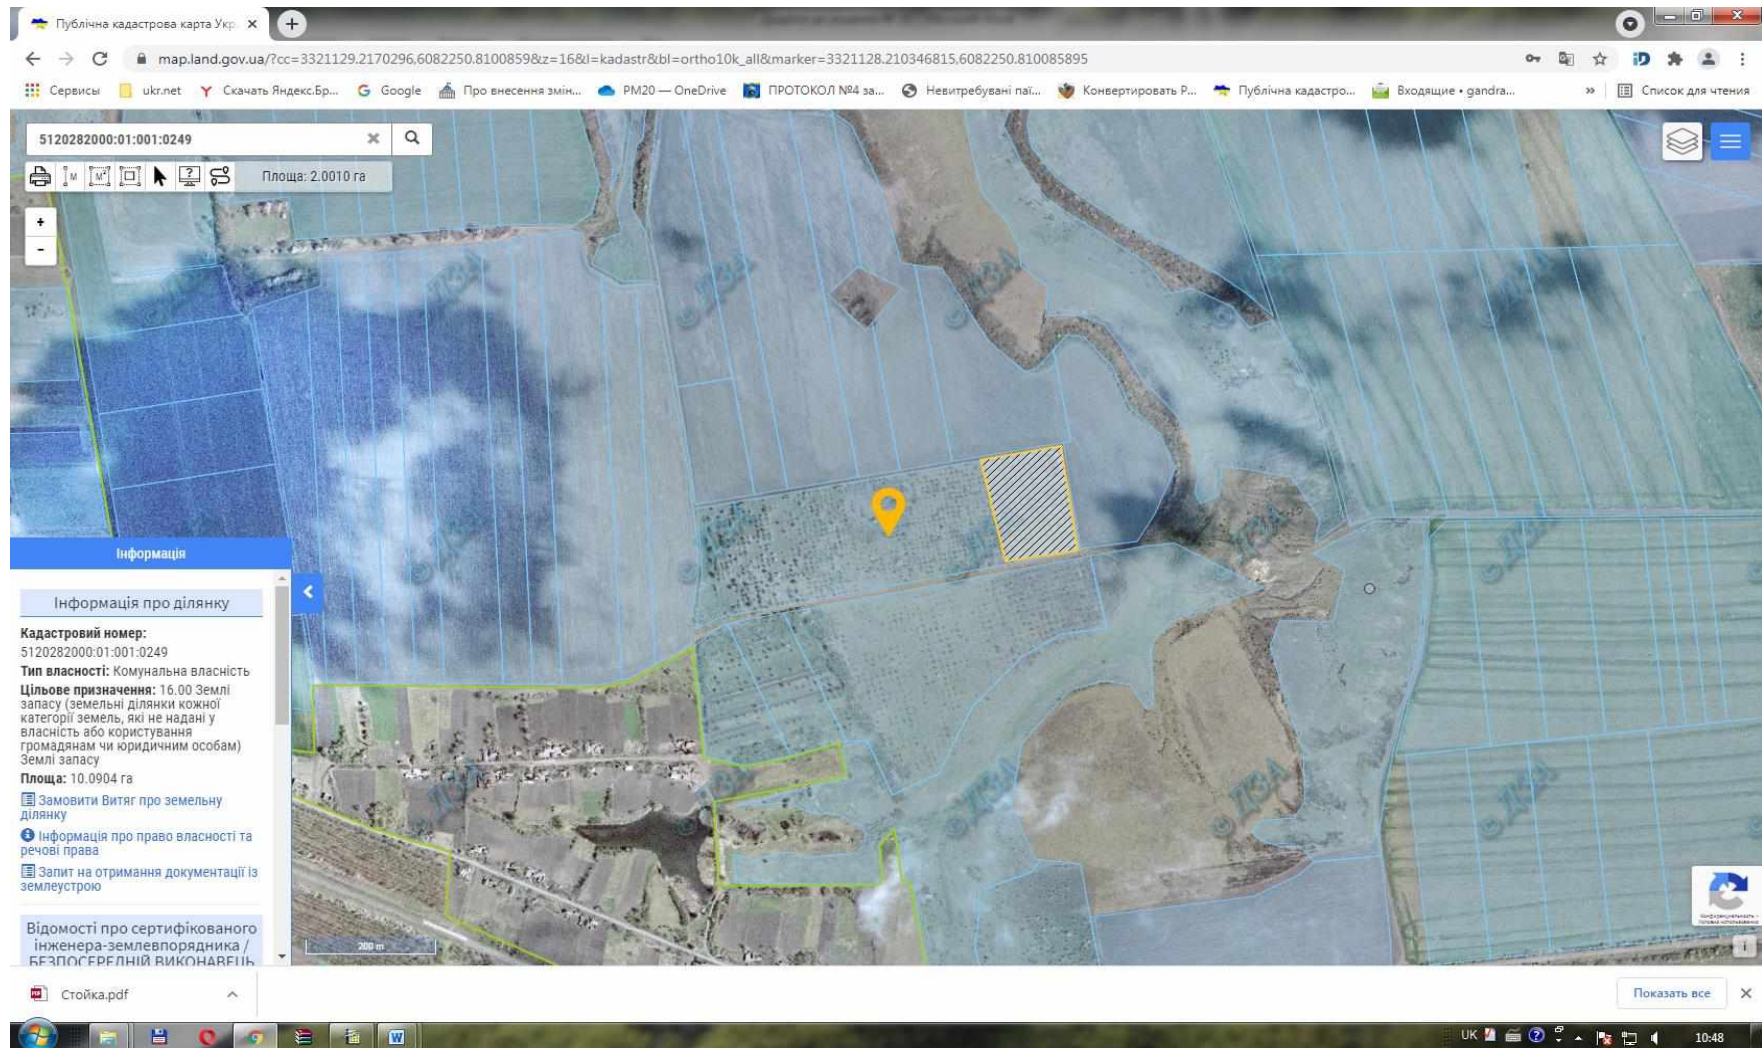 Публічна кадастрова карта Укр
map.land.gov.ua/?cc=3321129.2170296,6082250.8100859&z=16&l=kadastr&bl=ortho10k_all&marker=3321128.210346815,6082250.810085895
Сервисы ukr.net Скачать Яндекс.Бр... Google Про внесення змін... PM20 — OneDrive ПРОТОКОЛ №4 за... Невитребувані паї... Конвертировать P... Публічна кадастро... Входящие • gandra... » Список для чтения
5120282000:01:001:0249
Площа: 2.0010 га
+
-
© ДЗА
Інформація
Інформація про ділянку
Кадастровий номер:
5120282000:01:001:0249
Тип власності: Комунальна власність
Цільове призначення: 16.00 Землі
запасу (земельні ділянки кожної
категорії земель, які не надані у
власність або користування
громадянам чи юридичним особам)
Землі запасу
Площа: 10.0904 га
Замовити Витяг про земельну
ділянку
Інформація про право власності та
речові права
Запит на отримання документації із
землеустрою
Відомості про сертифікованого
інженера-землевпорядника /
БЕЗПОСЕРЕДНІЙ ВИКОНАВЕЦЬ
200 m
Стойка.pdf
Показать все
UK
10:48